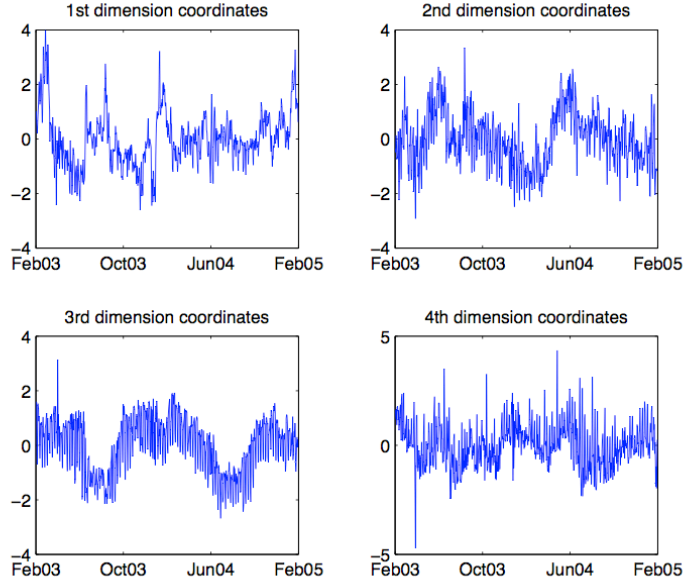 1st dimension coordinates
2nd dimension coordinates
4
2
0
−2
−4
Feb03 Oct03 Jun04 Feb05
4
2
0
−2
−4
Feb03 Oct03 Jun04 Feb05
3rd dimension coordinates
4th dimension coordinates
4
2
0
−2
−4
Feb03 Oct03 Jun04 Feb05
5
0
−5
Feb03 Oct03 Jun04 Feb05